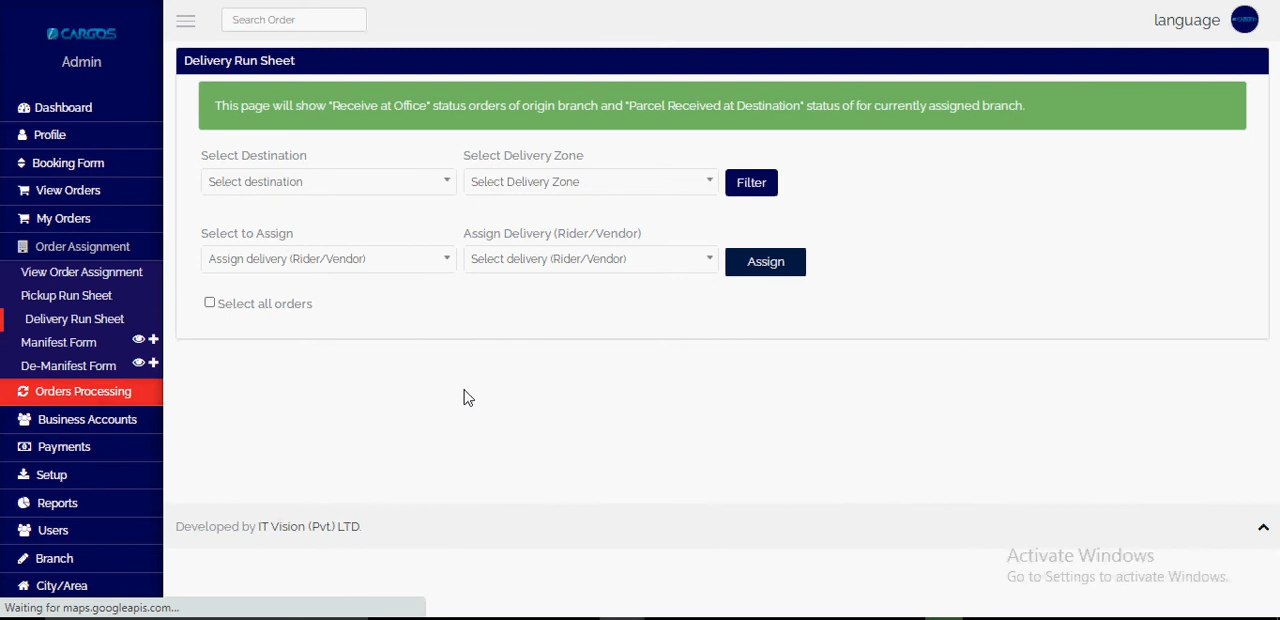 CARGOS
Admin
Dashboard
Profile
Booking Form
View Orders
My Orders
Order Assignment
View Order Assignment
Pickup Run Sheet
Delivery Run Sheet
Manifest Form
De-Manifest Form
Orders Processing
Business Accounts
Payments
Setup
Reports
Users
Branch
City/Area
Waiting for maps.googleapis.com...
Search Order
language
Delivery Run Sheet
This page will show "Receive at Office" status orders of origin branch and "Parcel Received at Destination" status of for currently assigned branch.
Select Destination Select Delivery Zone
Select destination Select Delivery Zone Filter
Select to Assign Assign Delivery (Rider/Vendor)
Assign delivery (Rider/Vendor) Select delivery (Rider/Vendor) Assign
Select all orders
Developed by IT Vision (Pvt.) LTD.
Activate Windows
Go to Settings to activate Windows.